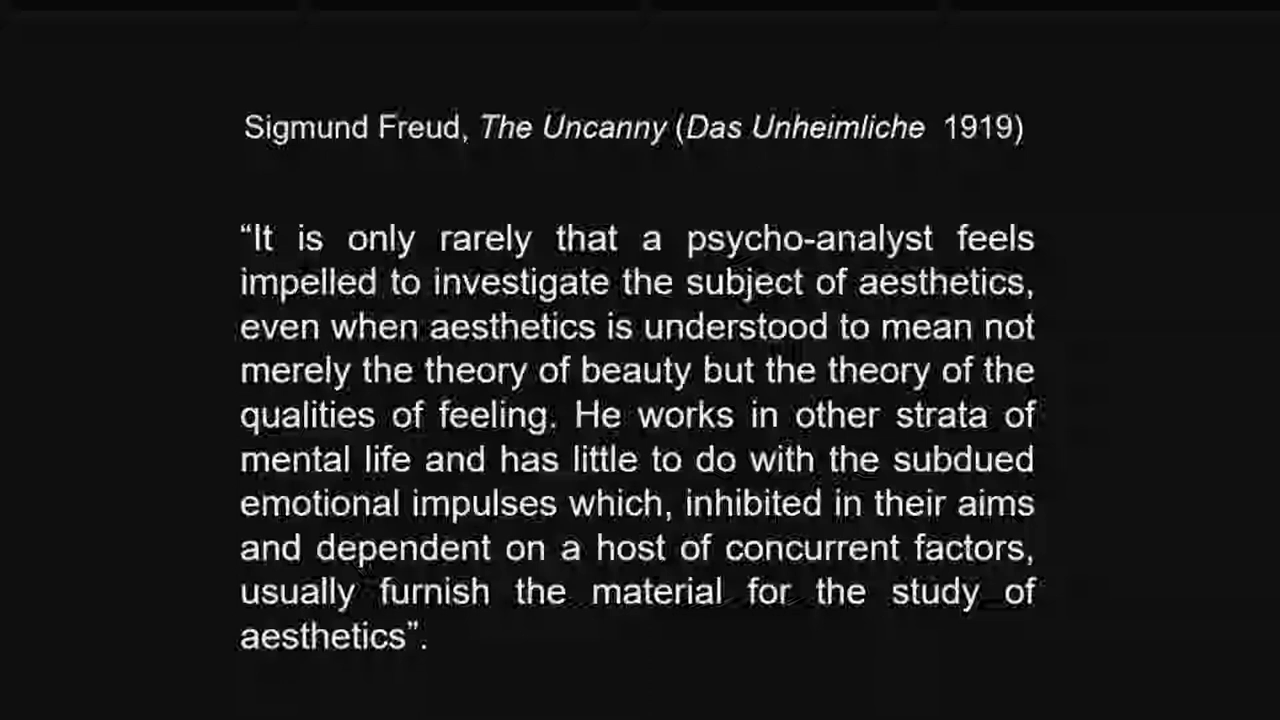 Sigmund Freud, The Uncanny (Das Unheimliche 1919)
“It is only rarely that a psycho-analyst feels
impelled to investigate the subject of aesthetics,
even when aesthetics is understood to mean not
merely the theory of beauty but the theory of the
qualities of feeling. He works in other strata of
mental life and has little to do with the subdued
emotional impulses which, inhibited in their aims
and dependent on a host of concurrent factors,
usually furnish the material for the study of
aesthetics”.